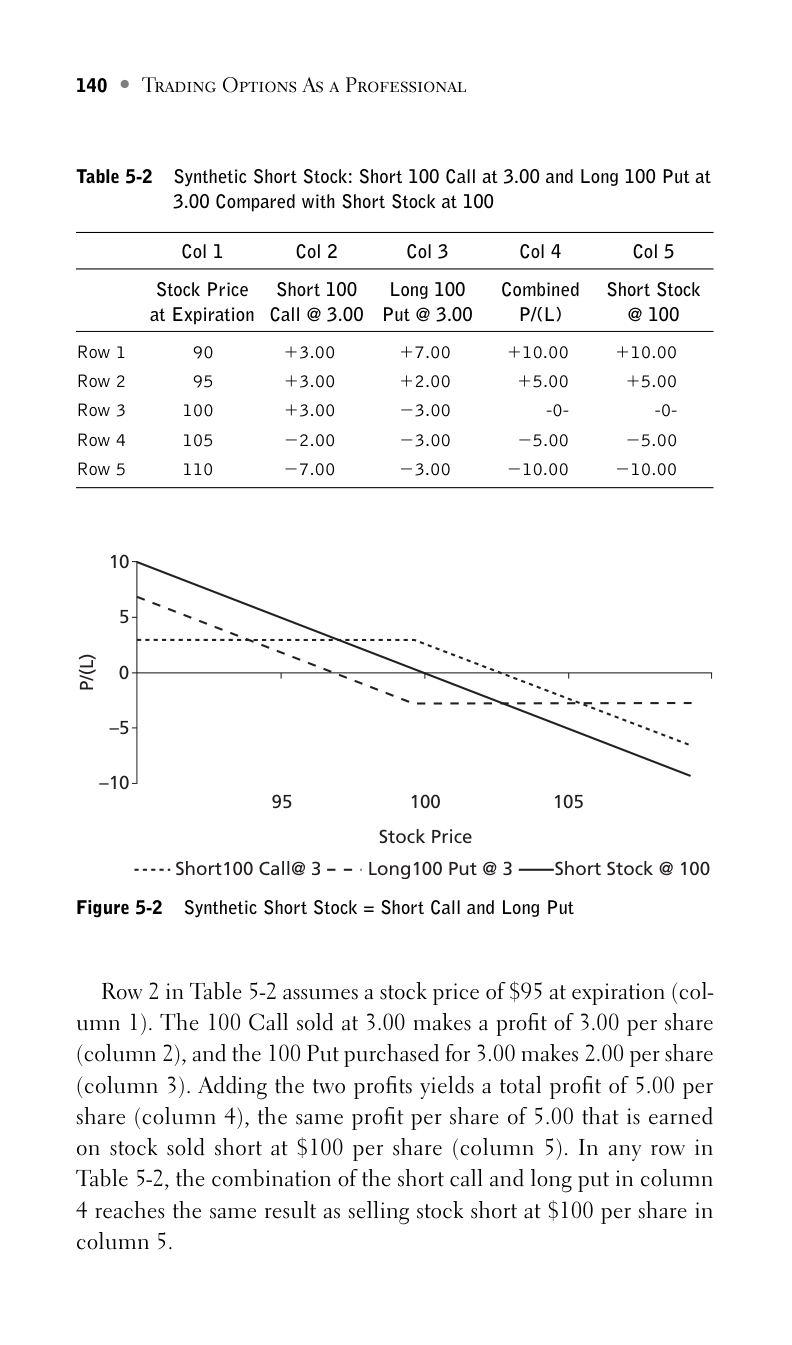 140 • TRADING OPTIONS AS A PROFESSIONAL
Table 5-2 Synthetic Short Stock: Short 100 Call at 3.00 and Long 100 Put at
3.00 Compared with Short Stock at 100
Col 1 Col 2 Col 3 Col 4 Col 5
Stock Price Short 100 Long 100 Combined Short Stock
at Expiration Call @ 3.00 Put @ 3.00 P/(L) @ 100
Row 1 90 +3.00 +7.00 +10.00 +10.00
Row 2 95 +3.00 +2.00 +5.00 +5.00
Row 3 100 +3.00 −3.00 -0- -0-
Row 4 105 −2.00 −3.00 −5.00 −5.00
Row 5 110 −7.00 −3.00 −10.00 −10.00
10
5
0
–5
–10
P/(L)
95 100 105
Stock Price
Short100 Call@ 3 Long100 Put @ 3 Short Stock @ 100
Figure 5-2 Synthetic Short Stock = Short Call and Long Put
Row 2 in Table 5-2 assumes a stock price of $95 at expiration (col-
umn 1). The 100 Call sold at 3.00 makes a profit of 3.00 per share
(column 2), and the 100 Put purchased for 3.00 makes 2.00 per share
(column 3). Adding the two profits yields a total profit of 5.00 per
share (column 4), the same profit per share of 5.00 that is earned
on stock sold short at $100 per share (column 5). In any row in
Table 5-2, the combination of the short call and long put in column
4 reaches the same result as selling stock short at $100 per share in
column 5.